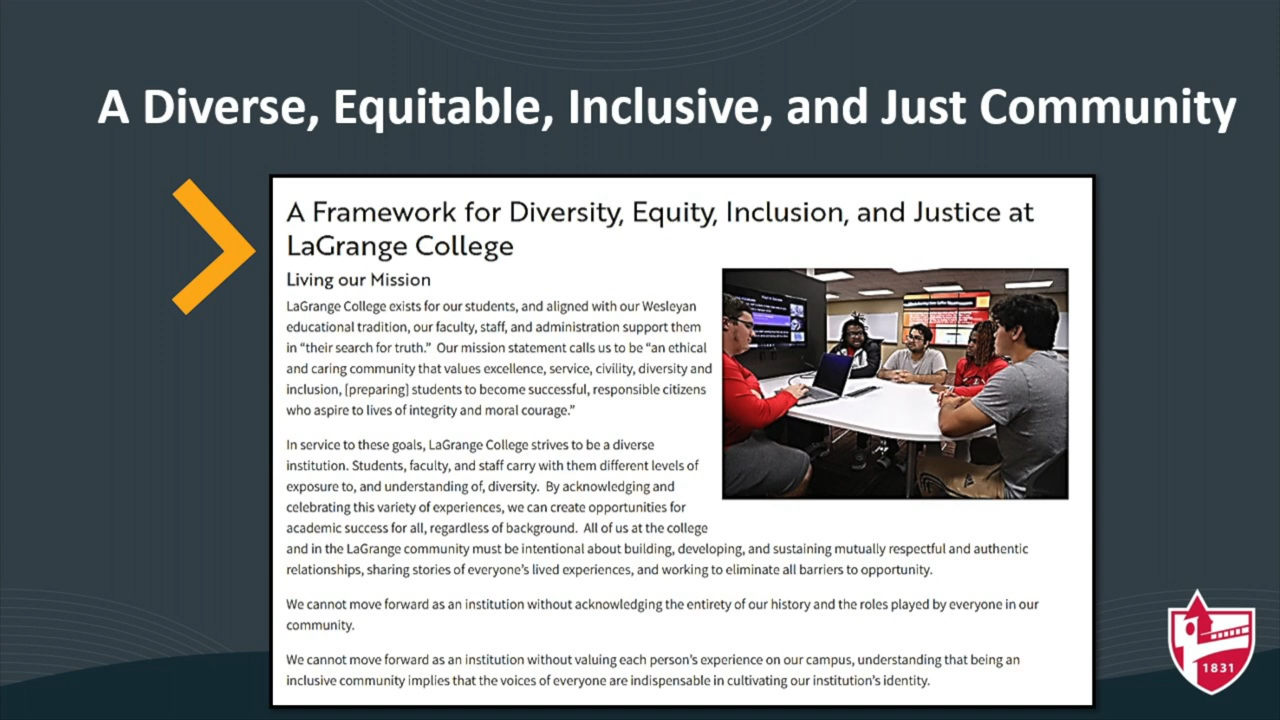 A Diverse, Equitable, Inclusive, and Just Community
A Framework for Diversity, Equity, Inclusion, and Justice at
LaGrange College
Living our Mission
LaGrange College exists for our students, and aligned with our Wesleyan
educational tradition, our faculty, staff, and administration support them
in “their search for truth.”  Our mission statement calls us to be “an ethical
and caring community that values excellence, service, civility, diversity and
inclusion, [preparing] students to become successful, responsible citizens
who aspire to lives of integrity and moral courage.”
In service to these goals, LaGrange College strives to be a diverse
institution. Students, faculty, and staff carry with them different levels of
exposure to, and understanding of, diversity.  By acknowledging and
celebrating this variety of experiences, we can create opportunities for
academic success for all, regardless of background.  All of us at the college
and in the LaGrange community must be intentional about building, developing, and sustaining mutually respectful and authentic
relationships, sharing stories of everyone’s lived experiences, and working to eliminate all barriers to opportunity.
We cannot move forward as an institution without acknowledging the entirety of our history and the roles played by everyone in our
community.
We cannot move forward as an institution without valuing each person’s experience on our campus, understanding that being an
inclusive community implies that the voices of everyone are indispensable in cultivating our institution’s identity.
1831